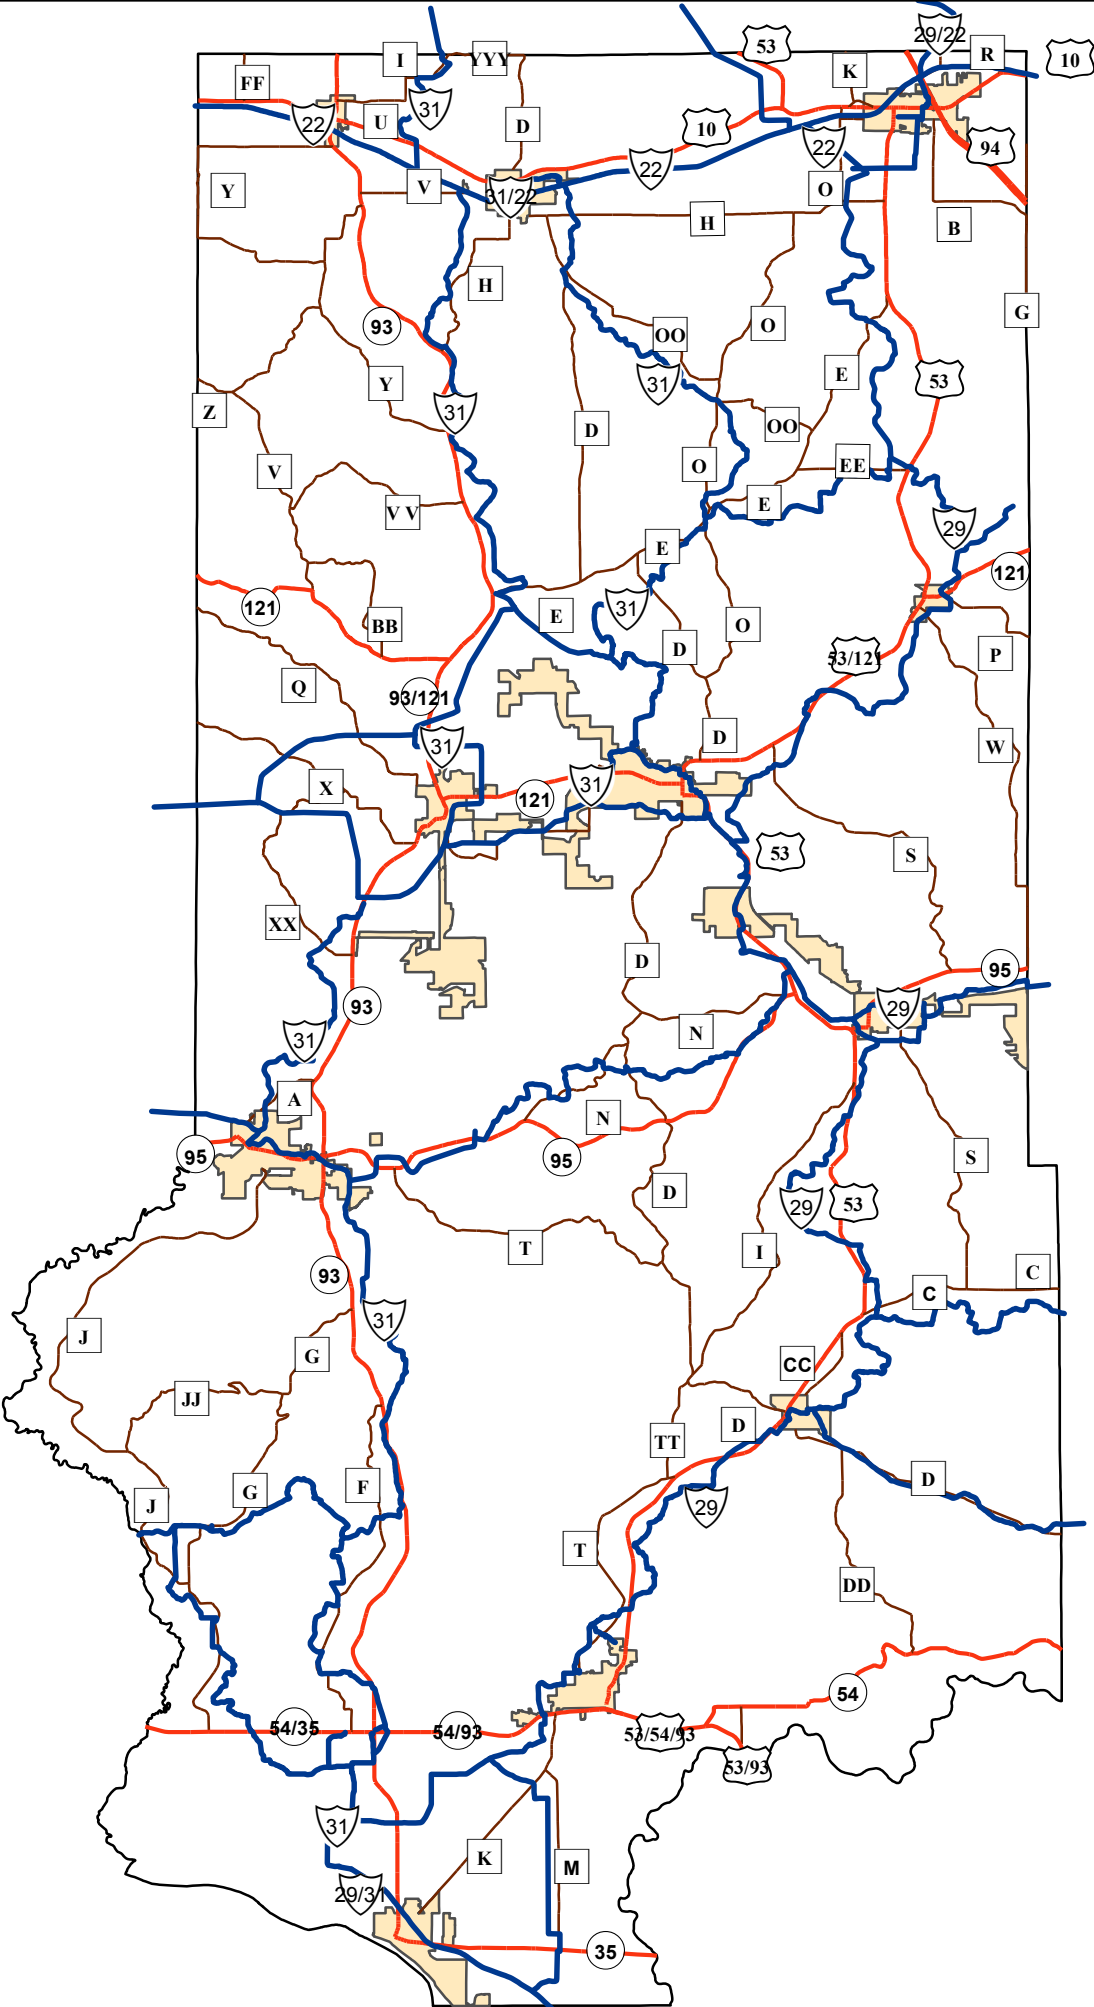 29/22
53
R
10
I
YYY
K
FF
31
22
U
D
10
94
22
22
Y
V
31/22
O
H
B
H
G
93
O
OO
E
53
Y
31
31
Z
OO
D
O
EE
V
E
V V
29
E
121
121
31
E
BB
O
D
P
53/121
Q
93/121
D
W
31
31
X
121
53
S
XX
D
95
93
29
N
31
A
N
95
95
S
D
29
53
T
I
93
C
C
31
J
G
CC
JJ
D
TT
D
F
G
29
J
T
DD
54
54/35
54/93
53/54/93
53/93
31
K
M
29/31
35